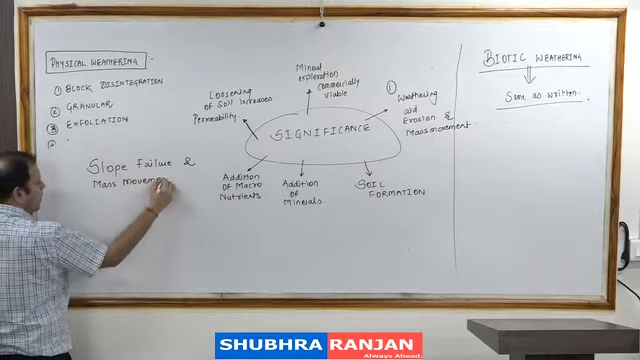 PHYSICAL WEATHERING :-
① BLOCK DISINTEGRATION
② GRANULAR
③ EXFOLIATION
Slope Failure &
Mass movemen
Loosening
of Soil Increases
Permeability
Mineral
exploration
Commercially
viable
①
Weathering
aid
Erosion &
Mass movement.
SIGNIFICANCE
Addition
of Macro
Nutrients
Addition
of
Minerals.
SOIL
FORMATION
BIOTIC WEATHERING
Same as written.
SHUBHRA RANJAN
Always Ahead.